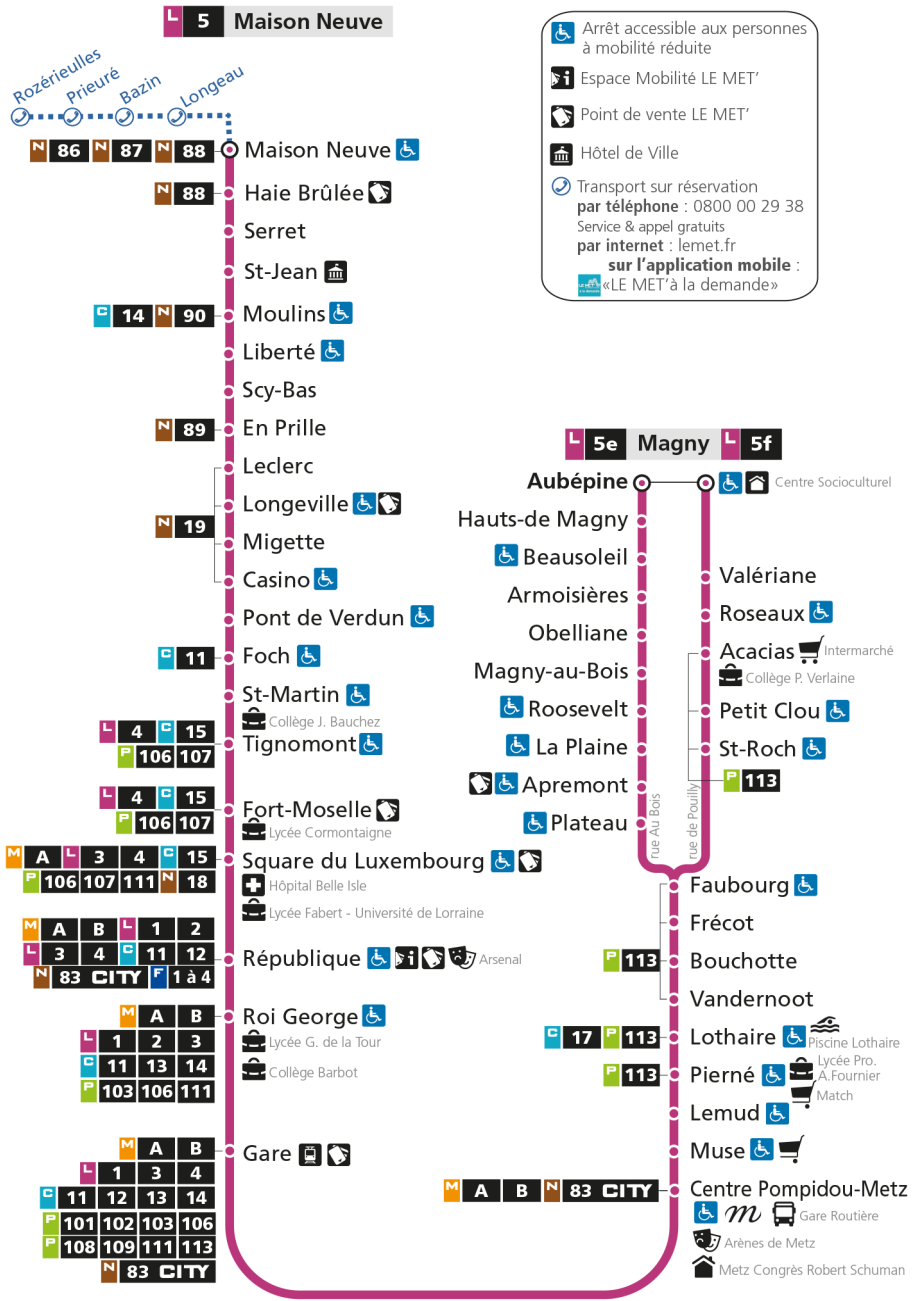 L 5 Maison Neuve
Arrêt accessible aux personnes
à mobilité réduite
i Espace Mobilité LE MET'
Point de vente LE MET'
Hôtel de Ville
Transport sur réservation
par téléphone : 0800 00 29 38
Service & appel gratuits
par internet : lemet.fr
sur l'application mobile :
«LE MET'à la demande»
Rozérieulles
Prieuré
Bazin
Longeau
N 86 N 87 N 88 Maison Neuve
N 88 Haie Brûlée
Serret
St-Jean
C 14 N 90 Moulins
Liberté
Scy-Bas
N 89 En Prille
Leclerc
Longeville
N 19
Migette
Casino
Pont de Verdun
C 11 Foch
St-Martin
Collège J. Bauchez
L 4 C 15
P 106 107
Tignomont
L 4 C 15
P 106 107
Fort-Moselle
Lycée Cormontaigne
M A L 3 4 C 15
P 106 107 111 N 18
Square du Luxembourg
Hôpital Belle Isle
Lycée Fabert - Université de Lorraine
M A B L 1 2
L 3 4 C 11 12
N 83 CITY F 1 à 4
République i Arsenal
M A B
L 1 2 3
C 11 13 14
P 103 106 111
Roi George
Lycée G. de la Tour
Collège Barbot
M A B
L 1 3 4
C 11 12 13 14
P 101 102 103 106
P 108 109 111 113
N 83 CITY
Gare
L 5e Magny L 5f
Aubépine
Centre Socioculturel
Hauts-de Magny
Beausoleil
Armoisières
Obelliane
Magny-au-Bois
Roosevelt
La Plaine
Apremont
Plateau
rue Au Bois
rue de Pouilly
Valériane
Roseaux
Acacias Intermarché
Collège P. Verlaine
Petit Clou
St-Roch
P 113
Faubourg
Frécot
P 113 Bouchotte
Vandernoot
C 17 P 113 Lothaire
Piscine Lothaire
P 113 Pierné
Lycée Pro.
A.Fournier
Match
Lemud
Muse
M A B N 83 CITY Centre Pompidou-Metz
m Gare Routière
Arènes de Metz
Metz Congrès Robert Schuman